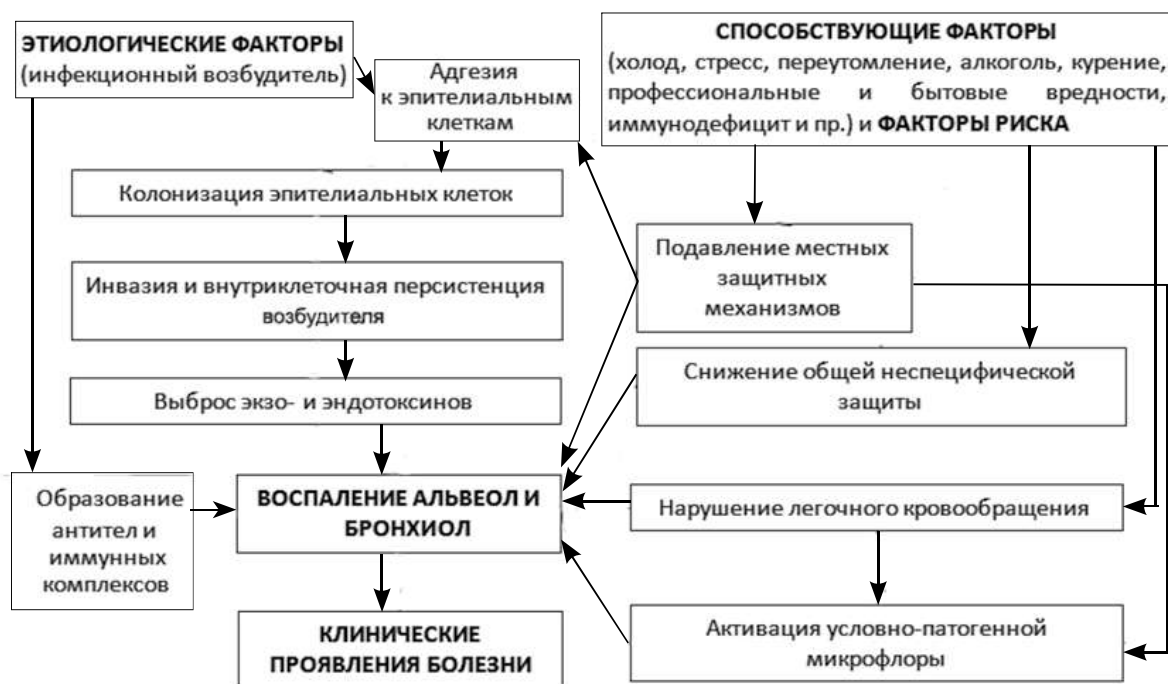 ЭТИОЛОГИЧЕСКИЕ ФАКТОРЫ
(инфекционный возбудитель)
Адгезия
к эпителиальным
клеткам
СПОСОБСТВУЮЩИЕ ФАКТОРЫ
(холод, стресс, переутомление, алкоголь, курение,
профессиональные и бытовые вредности,
иммунодефицит и пр.) и ФАКТОРЫ РИСКА
Колонизация эпителиальных клеток
Подавление местных
защитных
механизмов
Инвазия и внутриклеточная персистенция
возбудителя
Снижение общей неспецифической
защиты
Выброс экзо- и эндотоксинов
Образование
антител и
иммунных
комплексов
ВОСПАЛЕНИЕ АЛЬВЕОЛ И
БРОНХИОЛ
Нарушение легочного кровообращения
КЛИНИЧЕСКИЕ
ПРОЯВЛЕНИЯ БОЛЕЗНИ
Активация условно-патогенной
микрофлоры